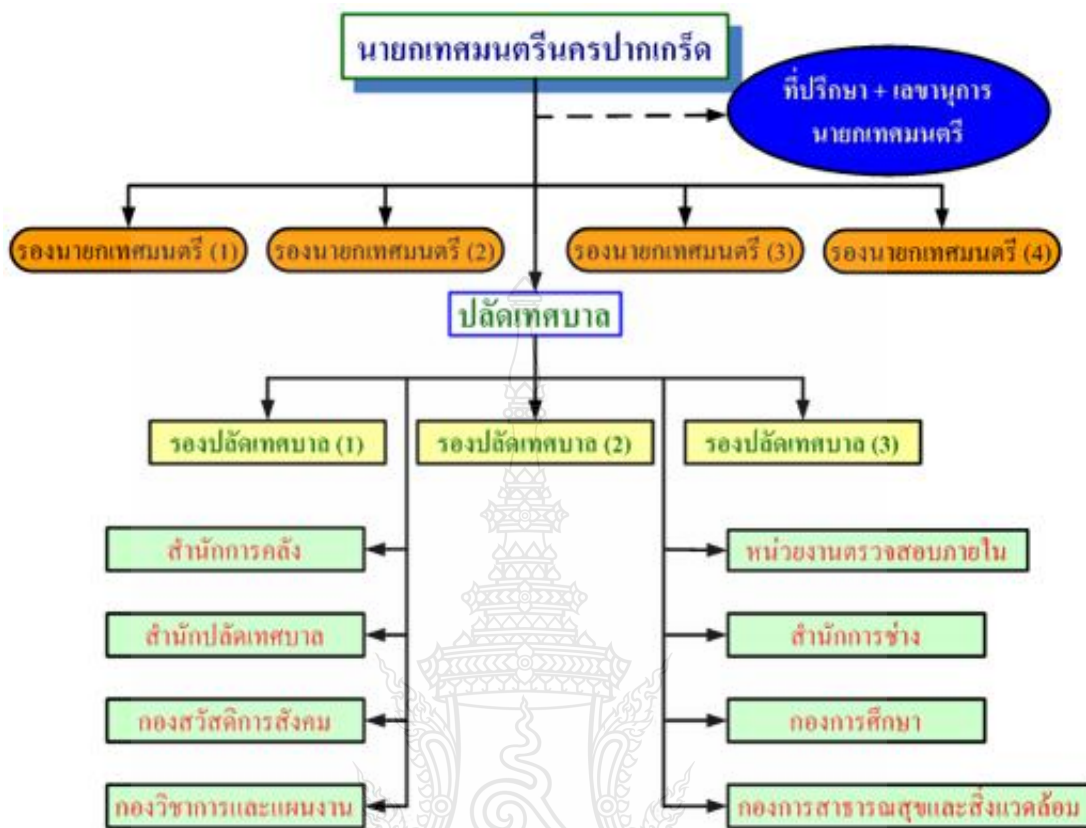 นายกเทศมนตรีนครปากเกร็ด
ที่ปรึกษา + เลขานุการ
นายกเทศมนตรี
รองนายกเทศมนตรี (1)
รองนายกเทศมนตรี (2)
รองนายกเทศมนตรี (3)
รองนายกเทศมนตรี (4)
ปลัดเทศบาล
รองปลัดเทศบาล (1)
รองปลัดเทศบาล (2)
รองปลัดเทศบาล (3)
สำนักการคลัง
หน่วยงานตรวจสอบภายใน
สำนักปลัดเทศบาล
สำนักการช่าง
กองสวัสดิการสังคม
กองการศึกษา
กองวิชาการและแผนงาน
กองการสาธารณสุขและสิ่งแวดล้อม